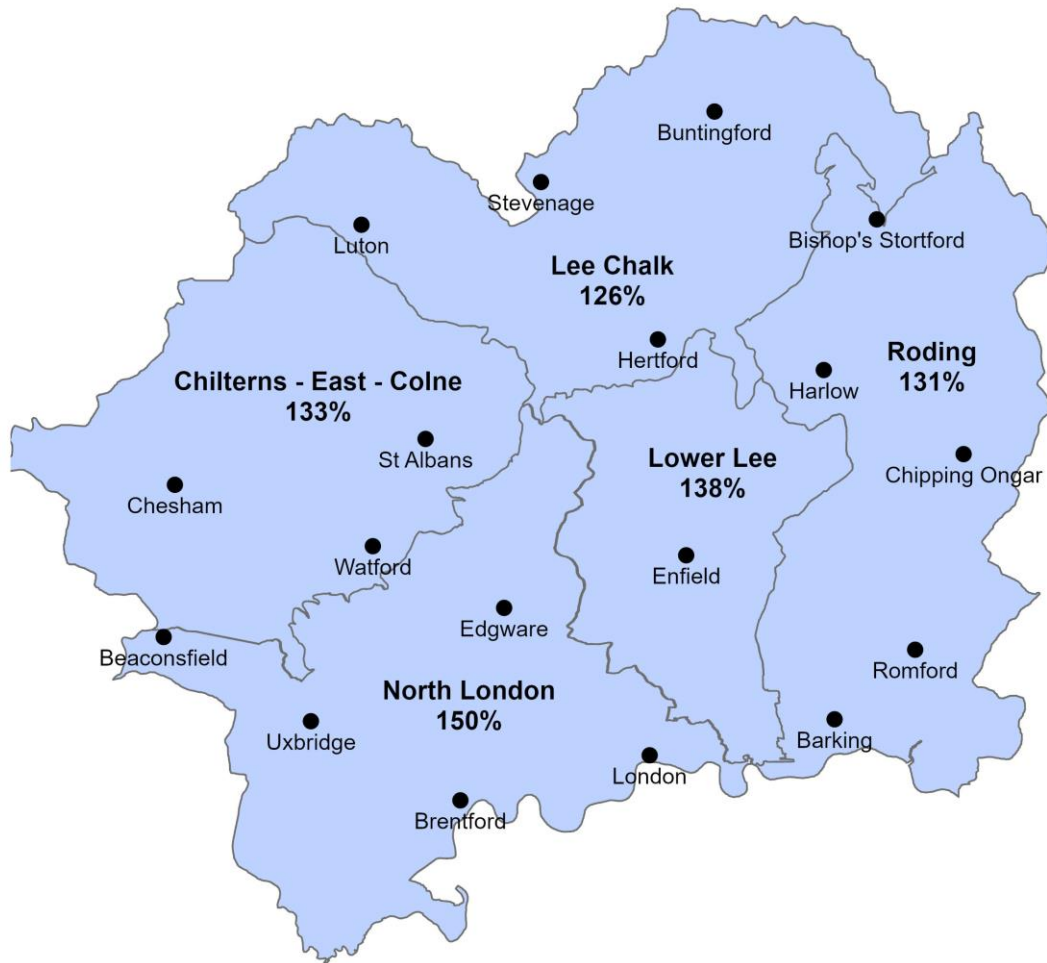 Buntingford
Stevenage
Bishop's Stortford
Luton
Lee Chalk
126%
Hertford
Roding
131%
Harlow
Chilterns - East - Colne
133%
St Albans
Lower Lee
138%
Chipping Ongar
Chesham
Watford
Enfield
Edgware
Beaconsfield
Romford
North London
150%
Uxbridge
Barking
London
Brentford